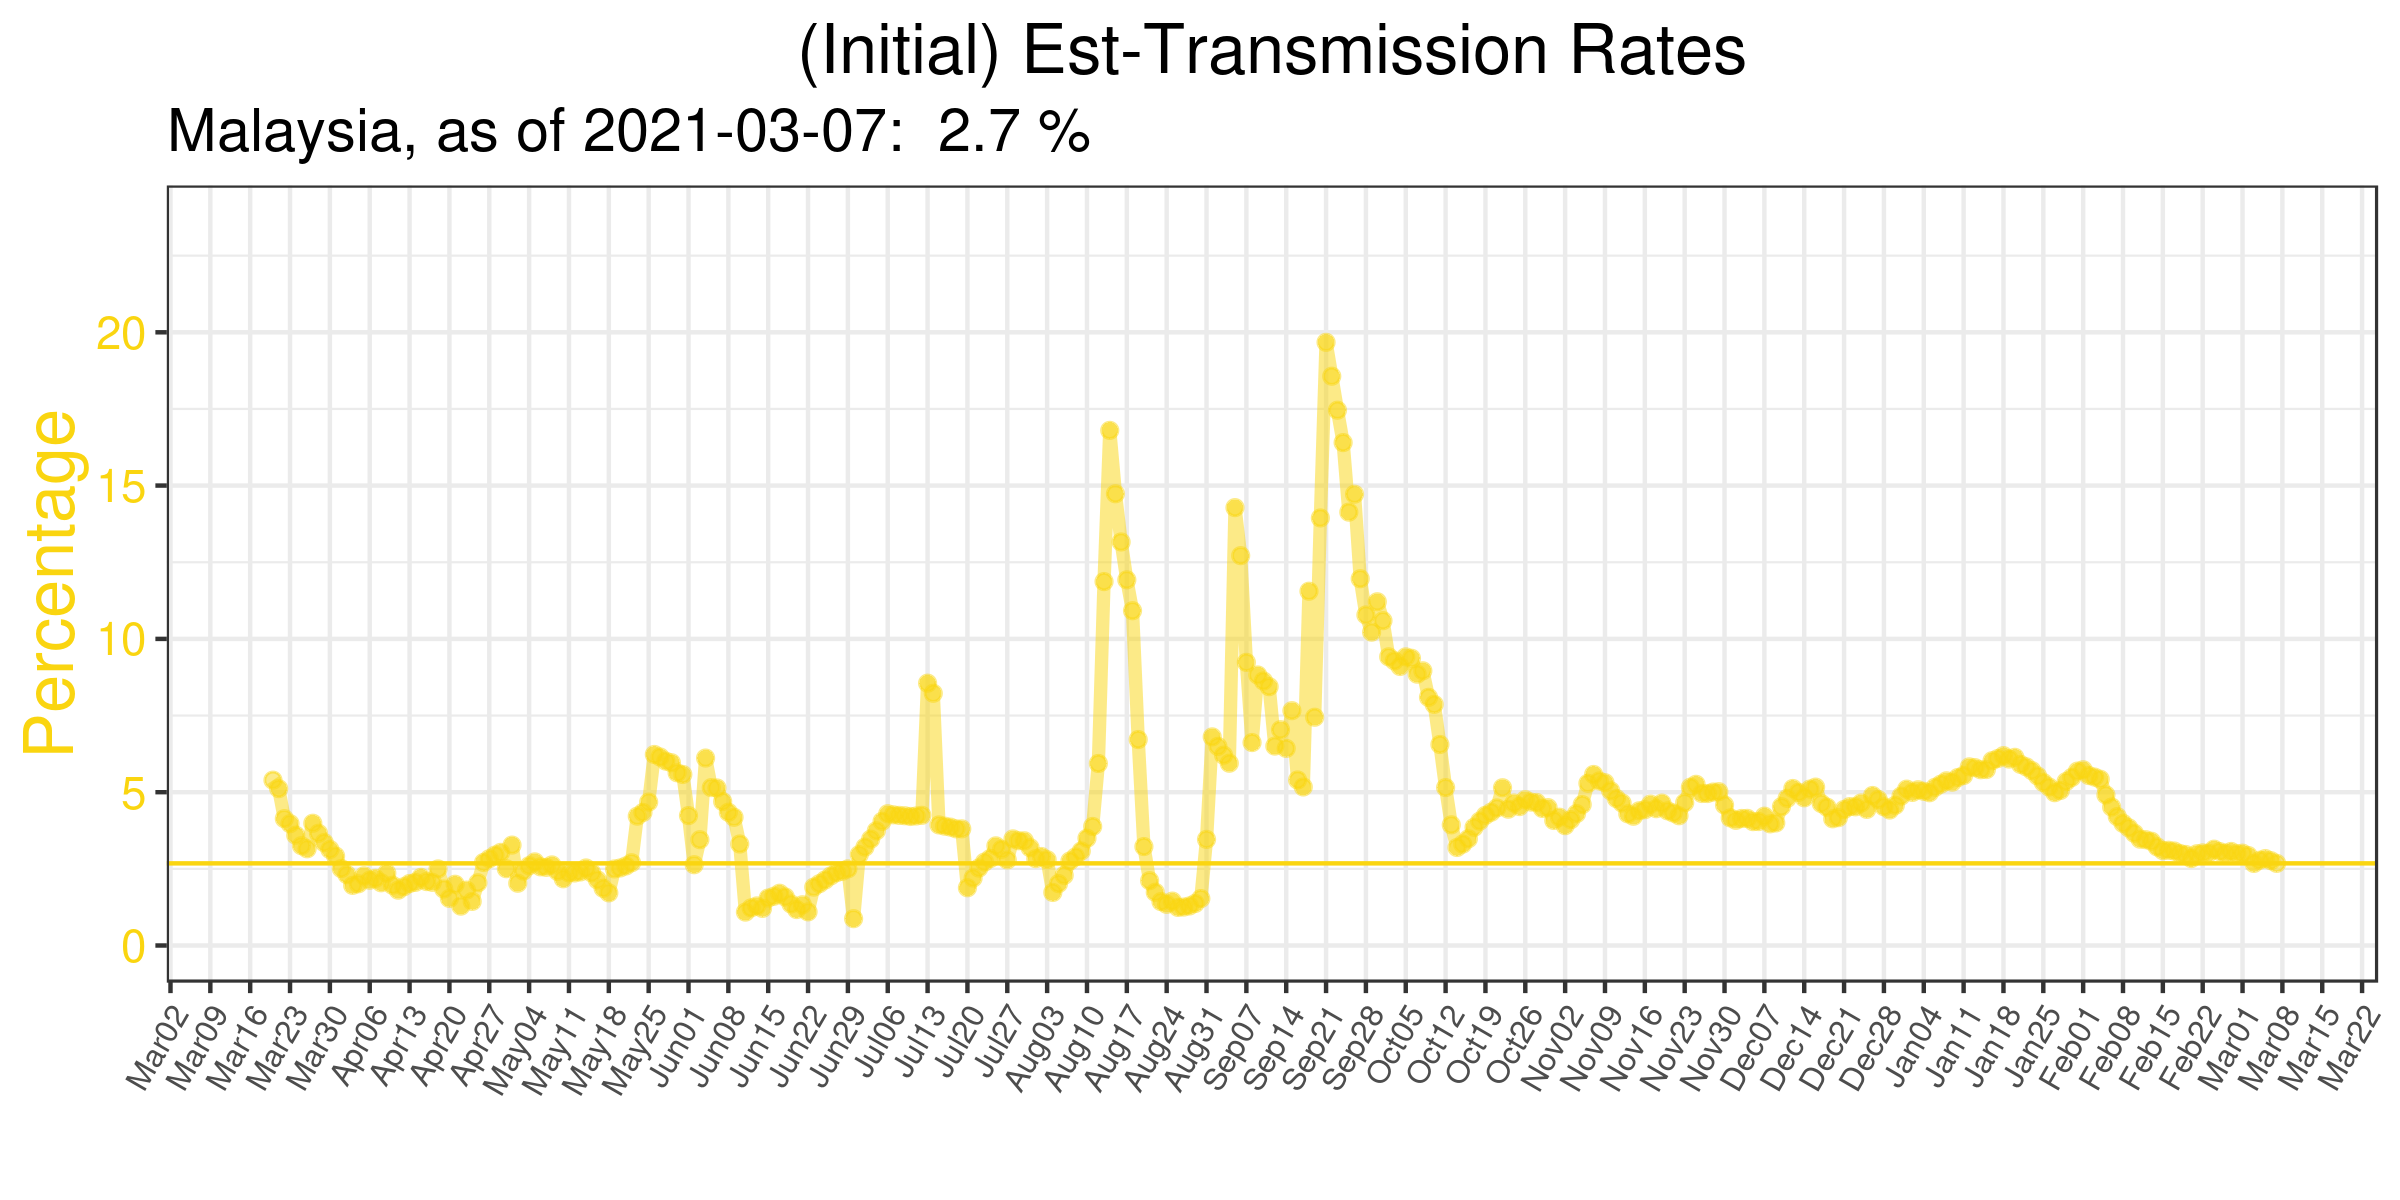 (Initial) Est-Transmission Rates
Malaysia, as of 2021-03-07:  2.7 %
Percentage
20
15
10
5
0
Mar02 Mar09 Mar16 Mar23 Mar30 Apr06 Apr13 Apr20 Apr27 May04 May11 May18 May25 Jun01 Jun08 Jun15 Jun22 Jun29 Jul06 Jul13 Jul20 Jul27 Aug03 Aug10 Aug17 Aug24 Aug31 Sep07 Sep14 Sep21 Sep28 Oct05 Oct12 Oct19 Oct26 Nov02 Nov09 Nov16 Nov23 Nov30 Dec07 Dec14 Dec21 Dec28 Jan04 Jan11 Jan18 Jan25 Feb01 Feb08 Feb15 Feb22 Mar01 Mar08 Mar15 Mar22